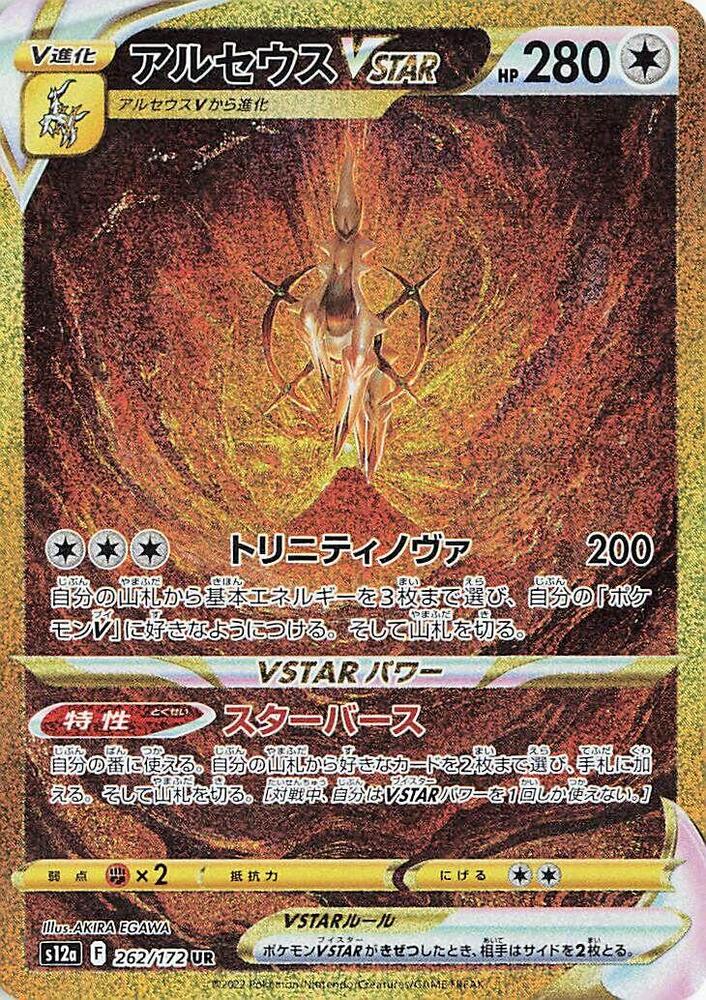 V進化
アルセウスVSTAR
HP 280
アルセウスVから進化
トリニティノヴァ 200
自分の山札から基本エネルギーを3枚まで選び、自分の「ポケ
モンV」に好きなようにつける。そして山札を切る。
VSTARパワー
特性 とくせい スターバース
自分の番に使える。自分の山札から好きなカードを2枚まで選び、手札に加
える。そして山札を切る。[対戦中、自分はVSTARパワーを1回しか使えない。]
弱点 ×2 抵抗力 にげる
Illus.AKIRA EGAWA
VSTARルール
s12a F 262/172 UR
ポケモンVSTARがきぜつしたとき、相手はサイドを2枚とる。
©2022 Pokémon/Nintendo/Creatures/GAME FREAK